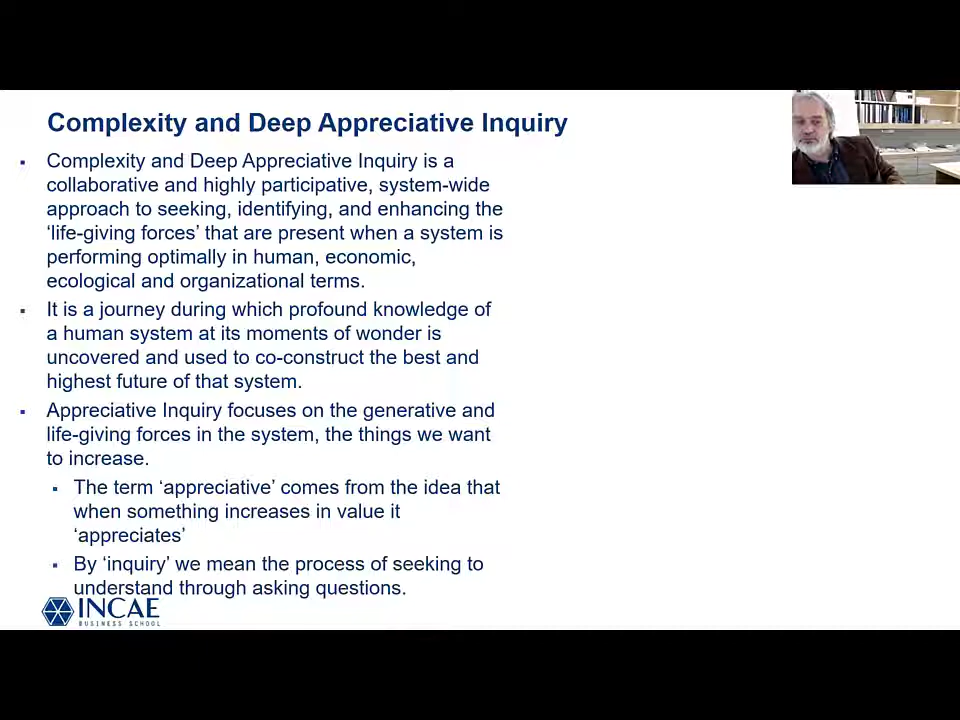 Complexity and Deep Appreciative Inquiry
▪ Complexity and Deep Appreciative Inquiry is a
collaborative and highly participative, system-wide
approach to seeking, identifying, and enhancing the
‘life-giving forces’ that are present when a system is
performing optimally in human, economic,
ecological and organizational terms.
▪ It is a journey during which profound knowledge of
a human system at its moments of wonder is
uncovered and used to co-construct the best and
highest future of that system.
▪ Appreciative Inquiry focuses on the generative and
life-giving forces in the system, the things we want
to increase.
▪ The term ‘appreciative’ comes from the idea that
when something increases in value it
‘appreciates’
▪ By ‘inquiry’ we mean the process of seeking to
understand through asking questions.
INCAE
BUSINESS SCHOOL